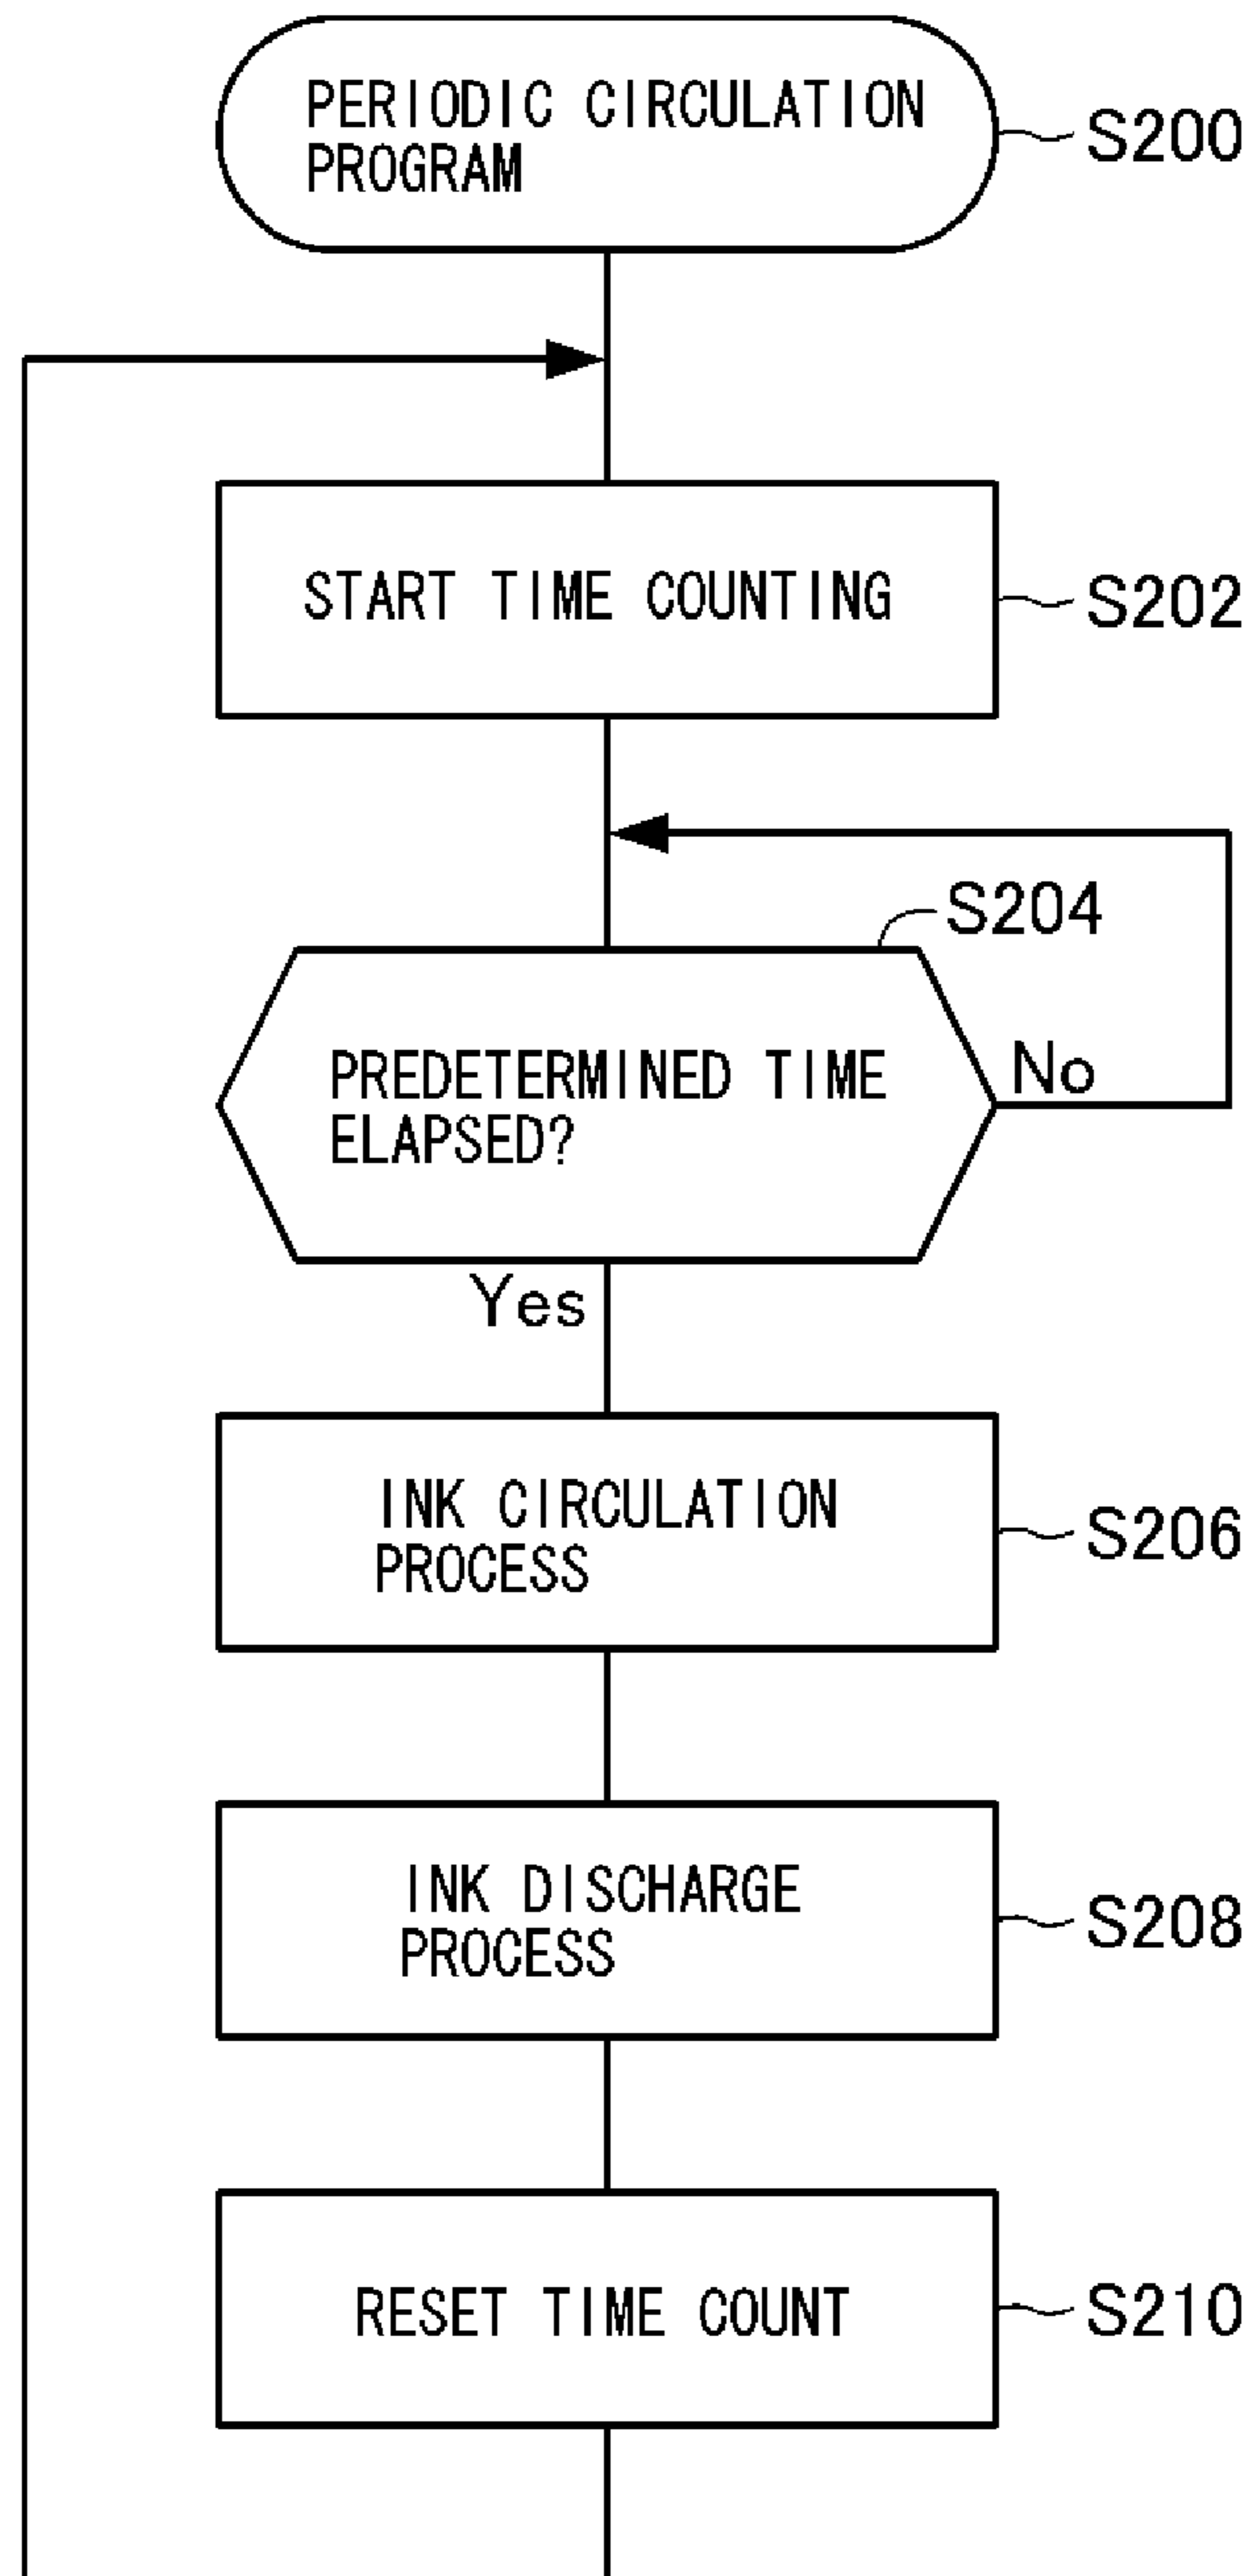 PERIODIC CIRCULATION
PROGRAM
S200
START TIME COUNTING
S202
S204
PREDETERMINED TIME
ELAPSED?
No
Yes
INK CIRCULATION
PROCESS
S206
INK DISCHARGE
PROCESS
S208
RESET TIME COUNT
S210